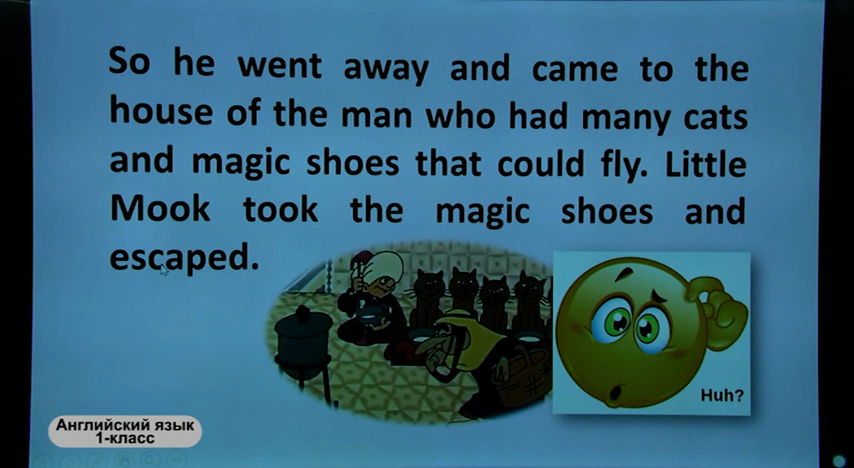 So he went away and came to the
house of the man who had many cats
and magic shoes that could fly. Little
Mook took the magic shoes and
escaped.
Huh?
Английский язык
1-класс